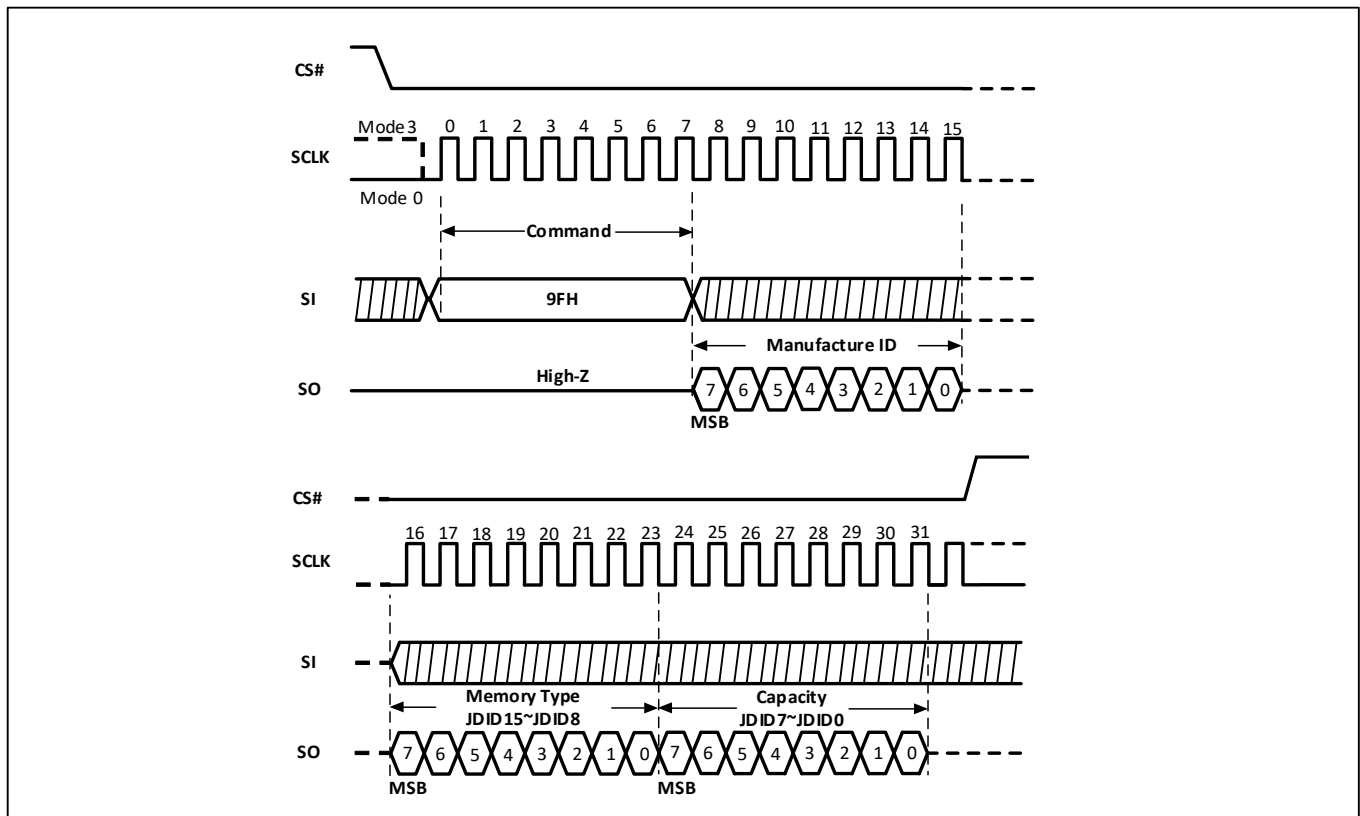 CS#
Mode 3 0 1 2 3 4 5 6 7 8 9 10 11 12 13 14 15
SCLK
Mode 0
Command
SI 9FH
Manufacture ID
High-Z
SO 7 6 5 4 3 2 1 0
MSB
CS#
16 17 18 19 20 21 22 23 24 25 26 27 28 29 30 31
SCLK
SI
Memory Type Capacity
JDID15~JDID8 JDID7~JDID0
SO 7 6 5 4 3 2 1 0 7 6 5 4 3 2 1 0
MSB MSB